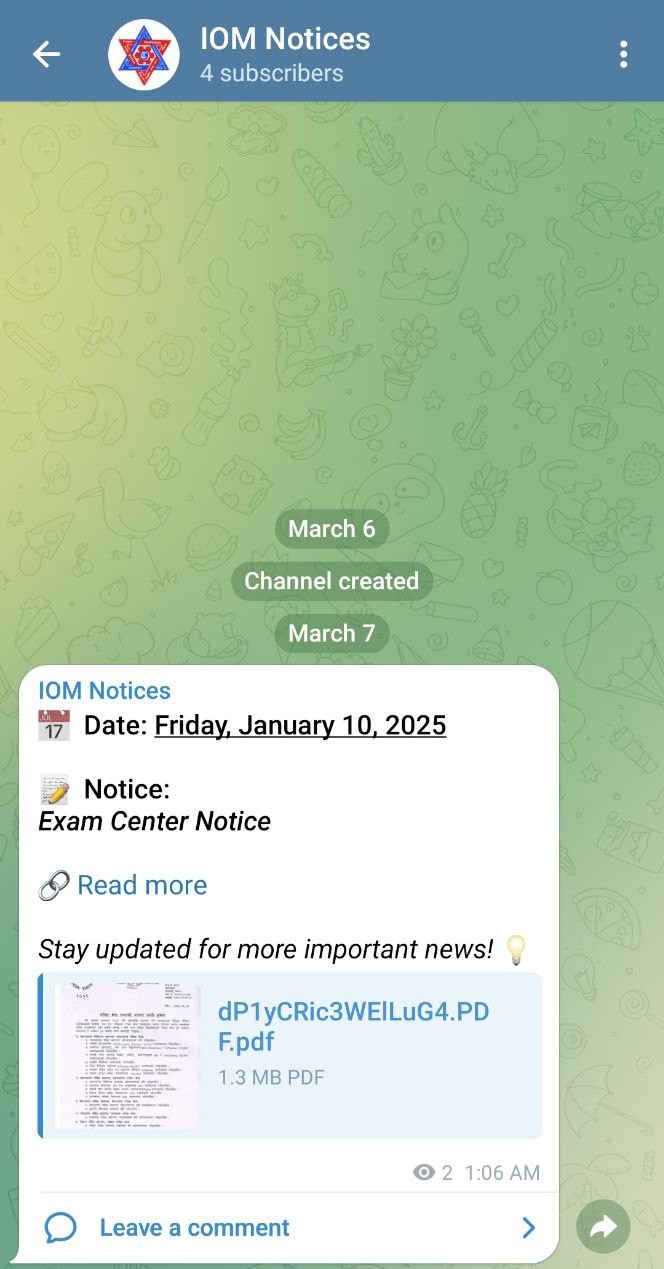 IOM Notices
4 subscribers
March 6
Channel created
March 7
IOM Notices
JUL
17
Date: Friday, January 10, 2025
Notice:
Exam Center Notice
Read more
Stay updated for more important news!
dP1yCRic3WElLuG4.PD
F.pdf
1.3 MB PDF
2 1:06 AM
Leave a comment